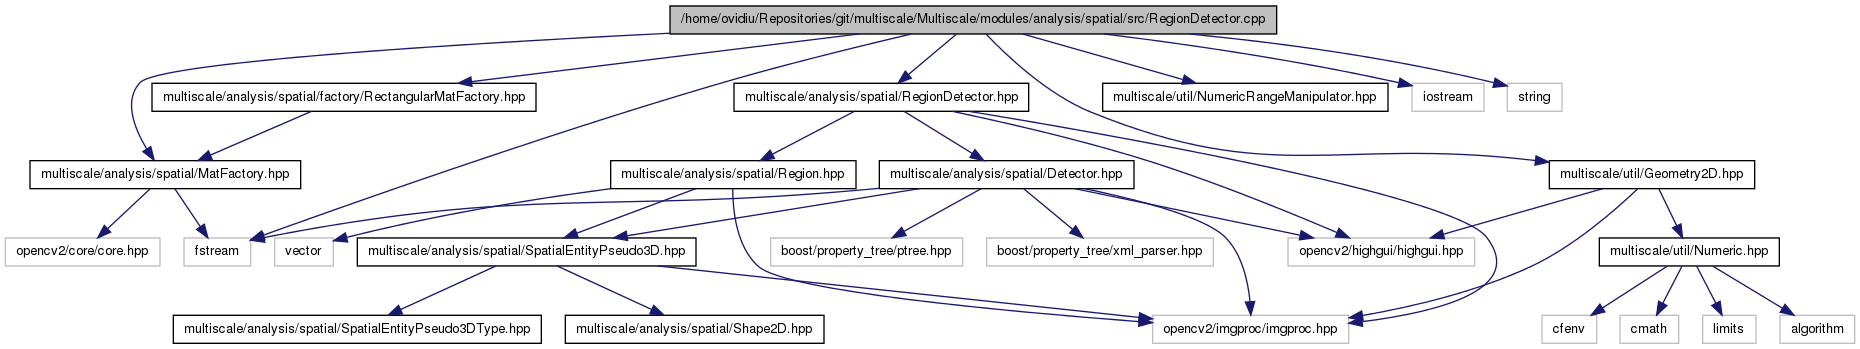 /home/ovidiu/Repositories/git/multiscale/Multiscale/modules/analysis/spatial/src/RegionDetector.cpp
multiscale/analysis/spatial/factory/RectangularMatFactory.hpp
multiscale/analysis/spatial/RegionDetector.hpp
multiscale/util/NumericRangeManipulator.hpp
iostream
string
multiscale/analysis/spatial/MatFactory.hpp
multiscale/analysis/spatial/Region.hpp
multiscale/analysis/spatial/Detector.hpp
multiscale/util/Geometry2D.hpp
opencv2/core/core.hpp
fstream
vector
multiscale/analysis/spatial/SpatialEntityPseudo3D.hpp
boost/property_tree/ptree.hpp
boost/property_tree/xml_parser.hpp
opencv2/highgui/highgui.hpp
multiscale/util/Numeric.hpp
multiscale/analysis/spatial/SpatialEntityPseudo3DType.hpp
multiscale/analysis/spatial/Shape2D.hpp
opencv2/imgproc/imgproc.hpp
cfenv
cmath
limits
algorithm